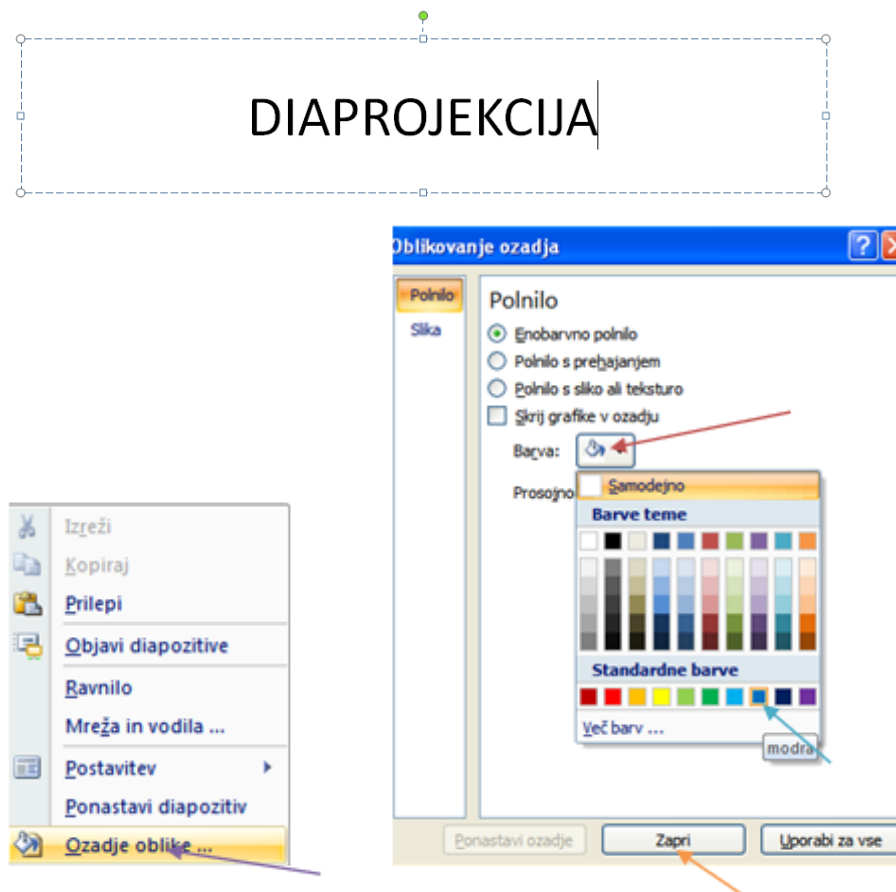 DIAPROJEKCIJA
Oblikovanje ozadja
Polnilo
Slika
Polnilo
Enobarvno polnilo
Polnilo s prehajanjem
Polnilo s sliko ali teksturo
Skrij grafike v ozadju
Barva:
Prosojno
Samodejno
Barve teme
Standardne barve
Več barv ...
modra
Ponastavi ozadje
Zapri
Uporabi za vse
Izreži
Kopiraj
Prilepi
Objavi diapozitive
Ravnilo
Mreža in vodila ...
Postavitev
Ponastavi diapozitiv
Ozadje oblike ...